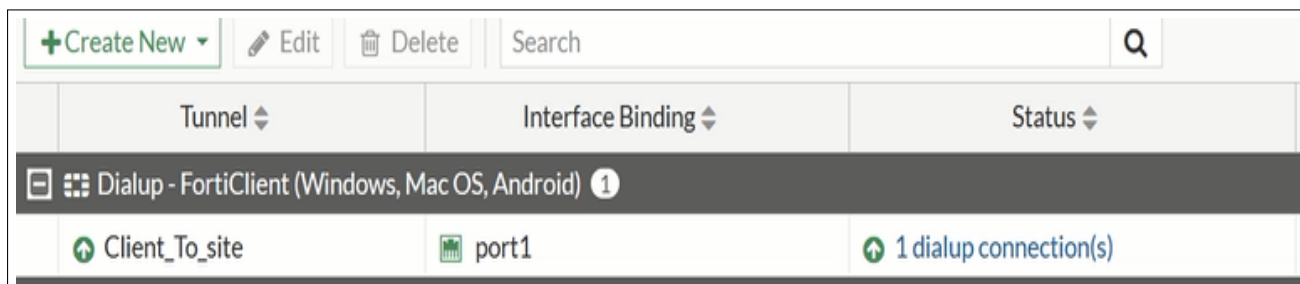 +Create New Edit Delete Search
Tunnel Interface Binding Status
Dialup - FortiClient (Windows, Mac OS, Android) 1
Client_To_site port1 1 dialup connection(s)